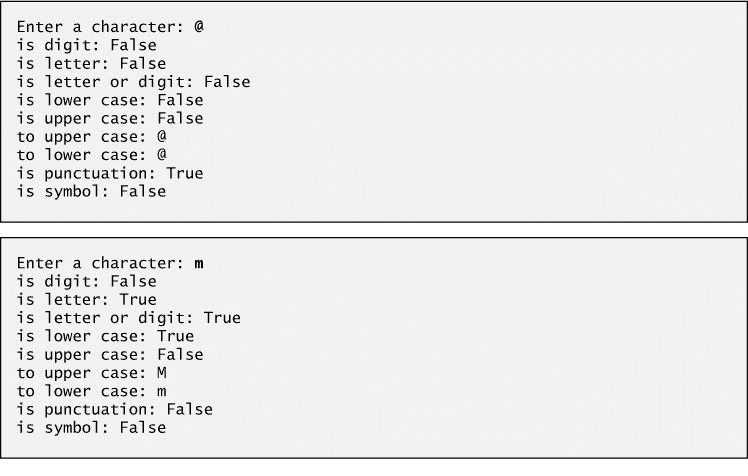 Enter a character: @
is digit: False
is letter: False
is letter or digit: False
is lower case: False
is upper case: False
to upper case: @
to lower case: @
is punctuation: True
is symbol: False
Enter a character: m
is digit: False
is letter: True
is letter or digit: True
is lower case: True
is upper case: False
to upper case: M
to lower case: m
is punctuation: False
is symbol: False